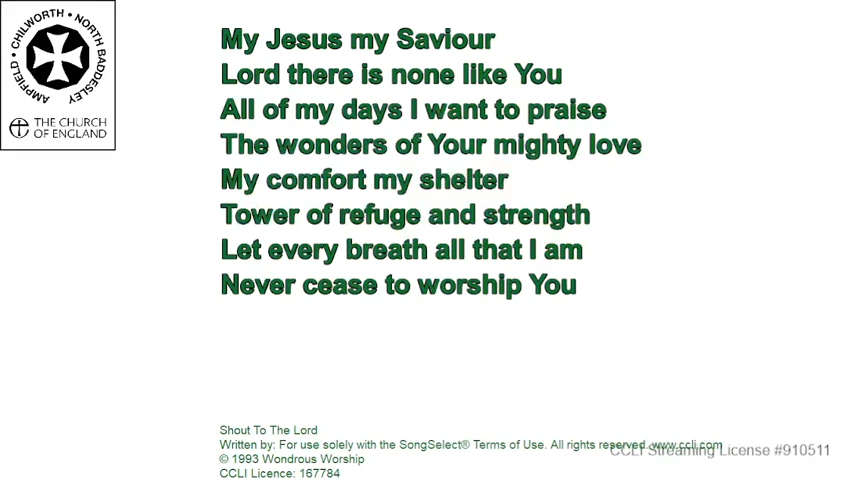 CHILWORTH • NORTH BADDESLEY • AMPFIELD •
THE CHURCH
OF ENGLAND
My Jesus my Saviour
Lord there is none like You
All of my days I want to praise
The wonders of Your mighty love
My comfort my shelter
Tower of refuge and strength
Let every breath all that I am
Never cease to worship You
Shout To The Lord
Written by: For use solely with the SongSelect® Terms of Use. All rights reserved. www.ccli.com
CCLI Streaming License #910511
© 1993 Wondrous Worship
CCLI Licence: 167784